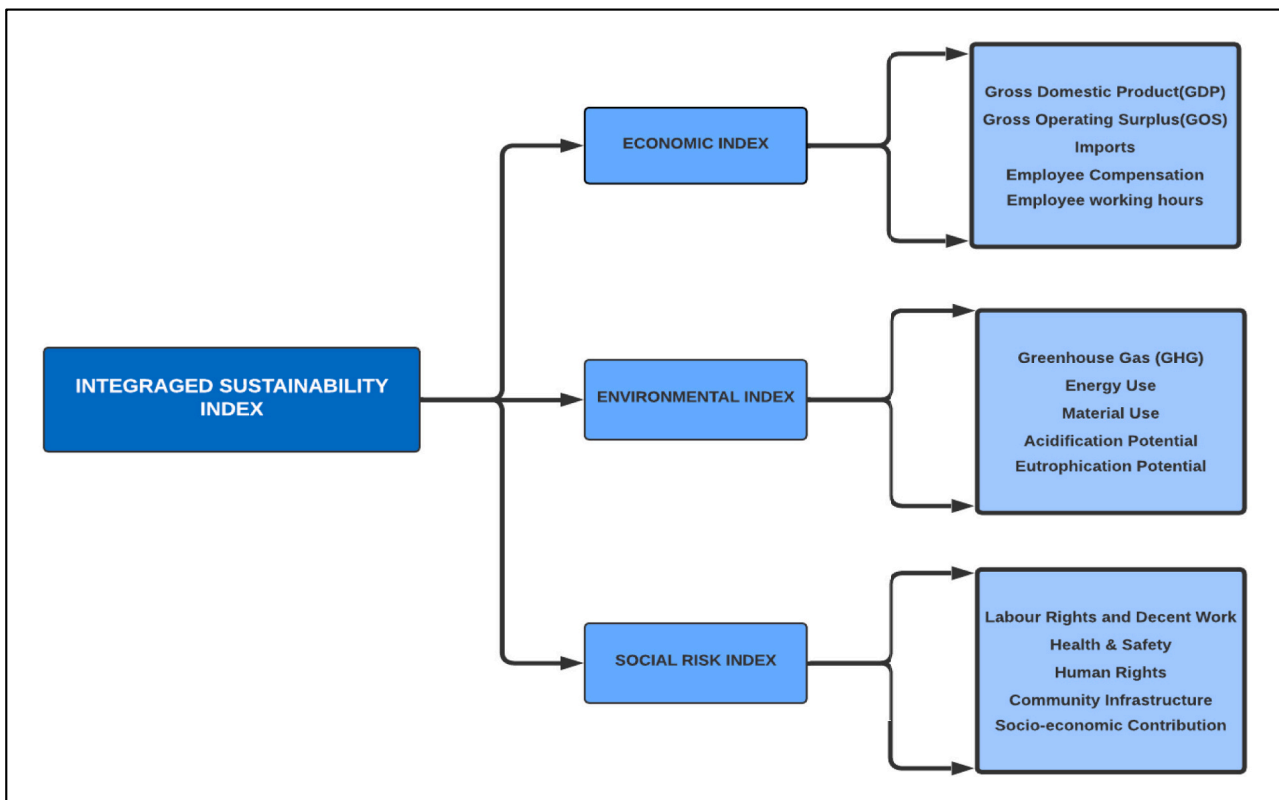 INTEGRAGED SUSTAINABILITY
INDEX
ECONOMIC INDEX
Gross Domestic Product(GDP)
Gross Operating Surplus(GOS)
Imports
Employee Compensation
Employee working hours
ENVIRONMENTAL INDEX
Greenhouse Gas (GHG)
Energy Use
Material Use
Acidification Potential
Eutrophication Potential
SOCIAL RISK INDEX
Labour Rights and Decent Work
Health & Safety
Human Rights
Community Infrastructure
Socio-economic Contribution